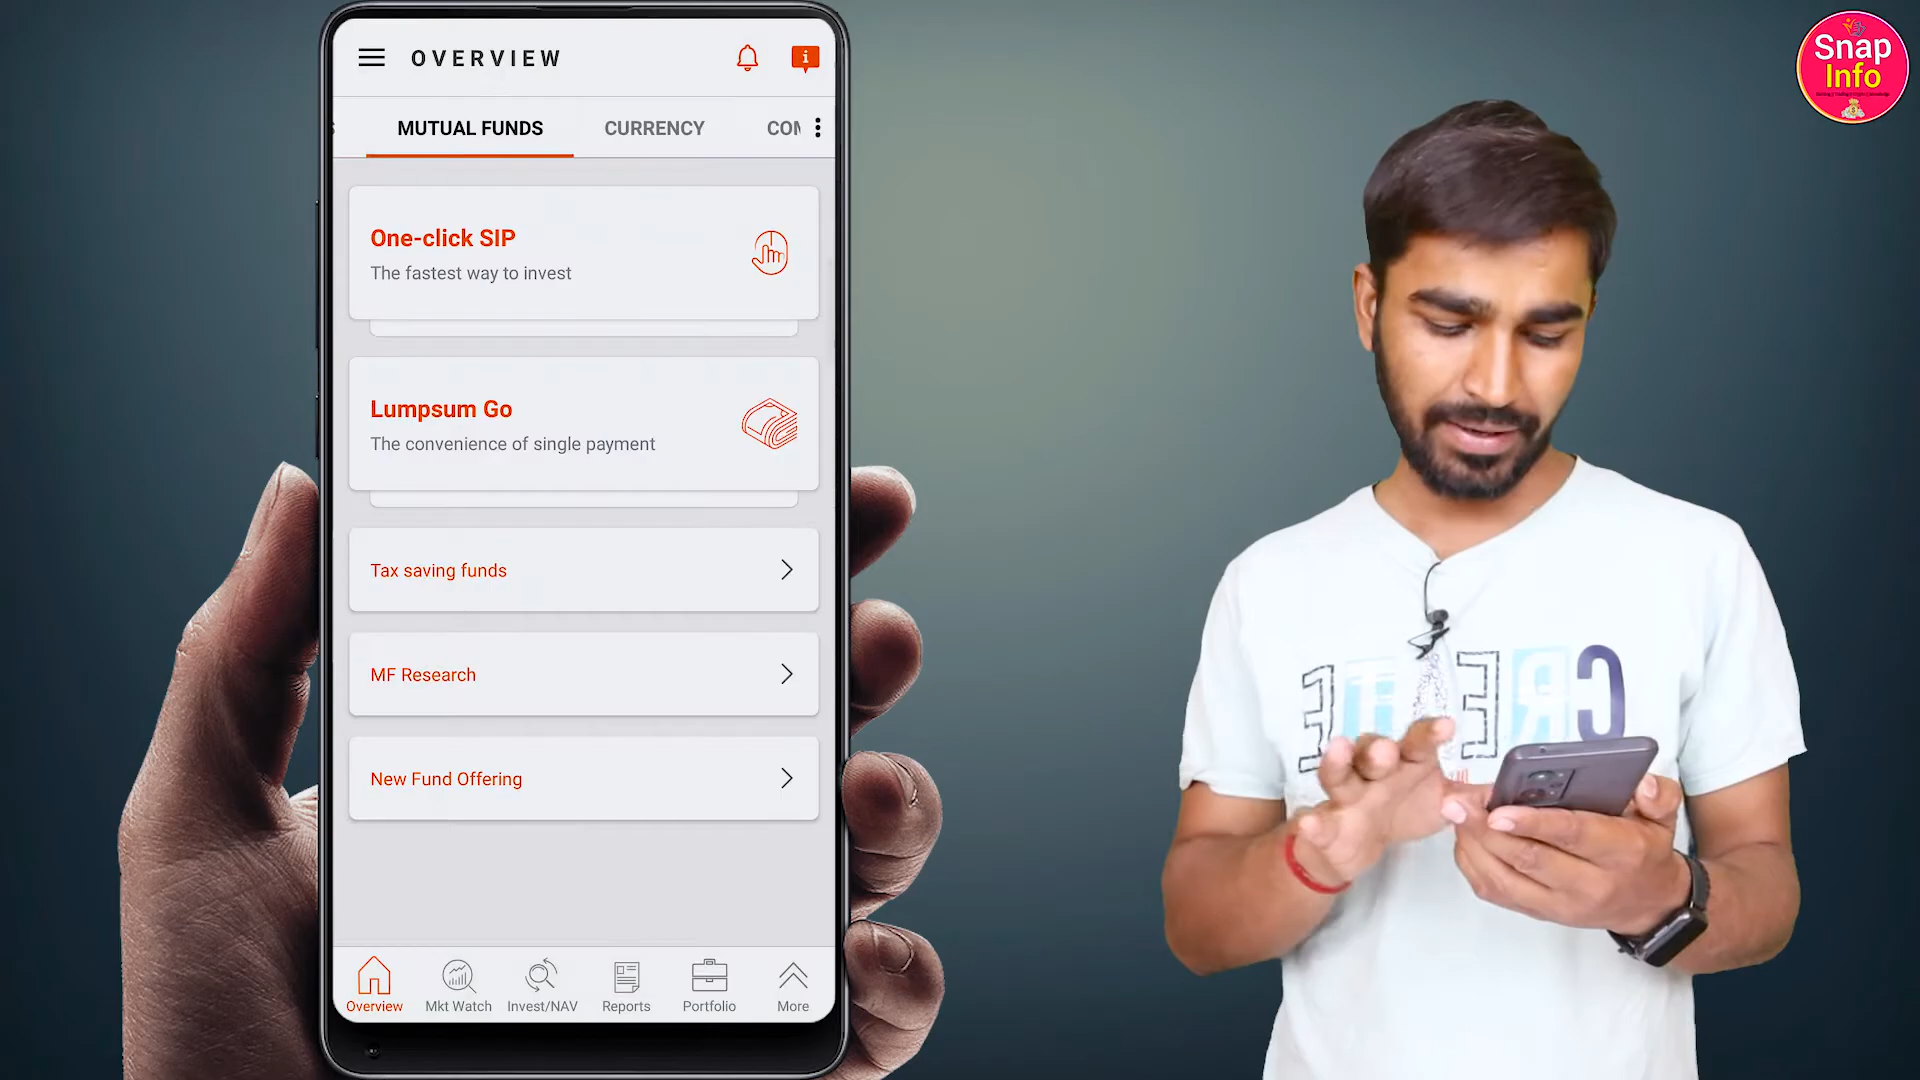 OVERVIEW
MUTUAL FUNDS CURRENCY
One-click SIP
The fastest way to invest
Lumpsum Go
The convenience of single payment
Tax saving funds
MF Research
New Fund Offering
Overview Mkt Watch Invest/NAV Reports Portfolio More
Snap
Info
CREATE